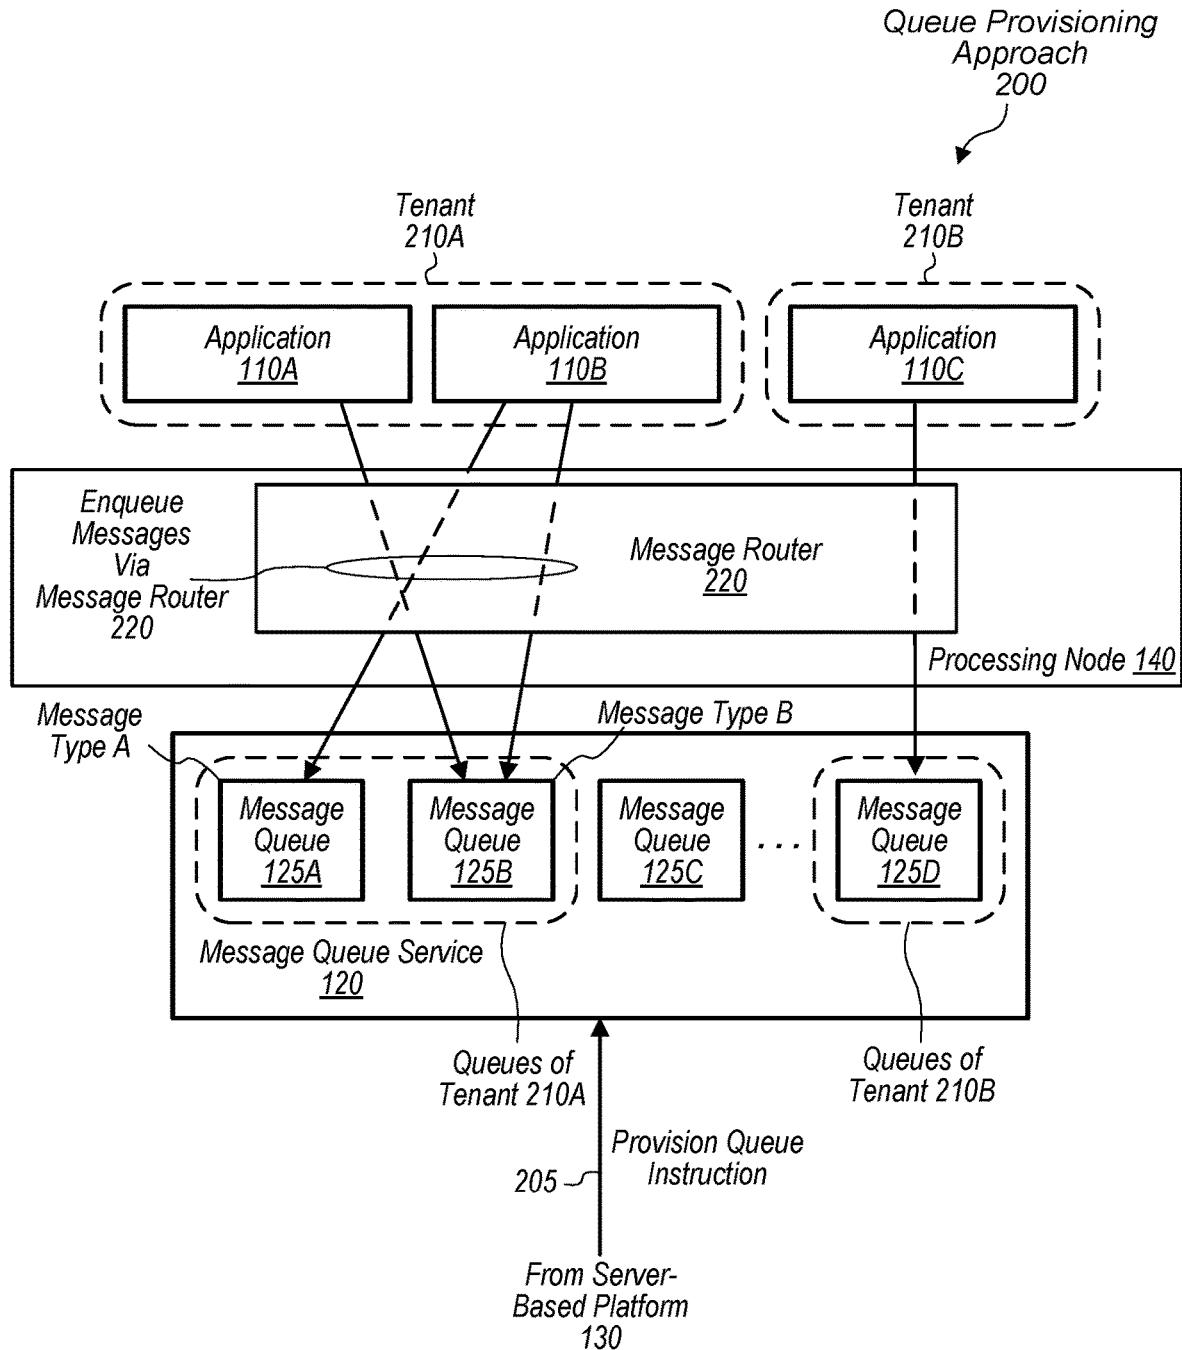 Queue Provisioning
Approach
200
Tenant
210A
Tenant
210B
Application
110A
Application
110B
Application
110C
Enqueue
Messages
Via
Message Router
220
Message Router
220
Processing Node 140
Message
Type A
Message Type B
Message
Queue
125A
Message
Queue
125B
Message
Queue
125C
...
Message
Queue
125D
Message Queue Service
120
Queues of
Tenant 210A
Queues of
Tenant 210B
Provision Queue
Instruction
205
From Server-
Based Platform
130